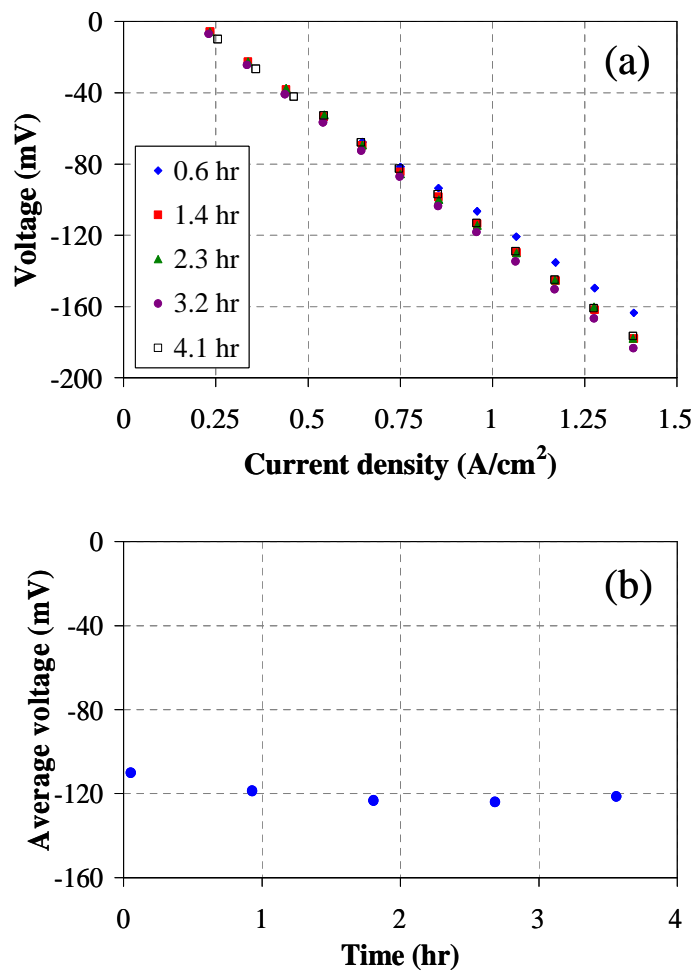 (a)
0
-40
-80
-120
-160
-200
Voltage (mV)
0.6 hr
1.4 hr
2.3 hr
3.2 hr
4.1 hr
0 0.25 0.5 0.75 1 1.25 1.5
Current density (A/cm²)
(b)
0
-40
-80
-120
-160
Average voltage (mV)
0 1 2 3 4
Time (hr)